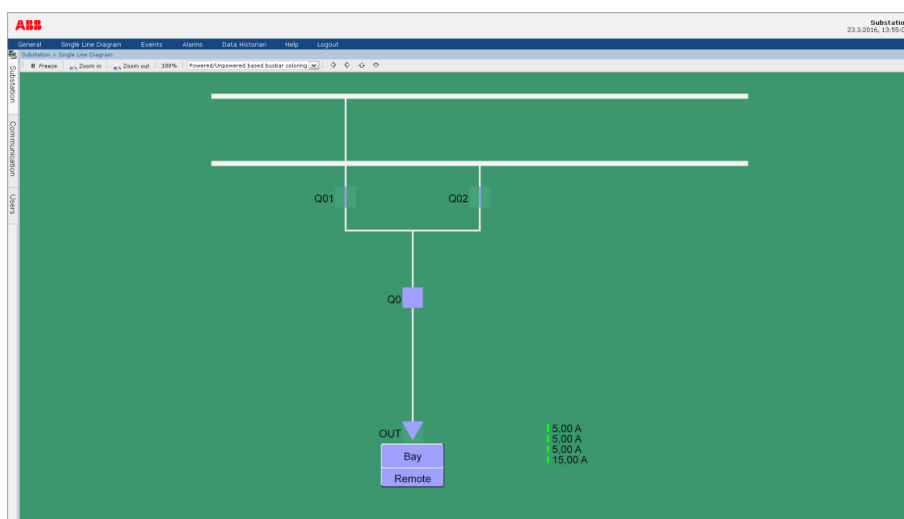 ABB
Substation
23.3.2016, 13:55:0
General Single Line Diagram Events Alarms Data Historian Help Logout
Substation > Single Line Diagram
Freeze Zoom in Zoom out 100% Powered/Unpowered based busbar coloring
Substation
Communication
Users
Q01
Q02
Q0
OUT
Bay
Remote
5,00 A
5,00 A
5,00 A
15,00 A